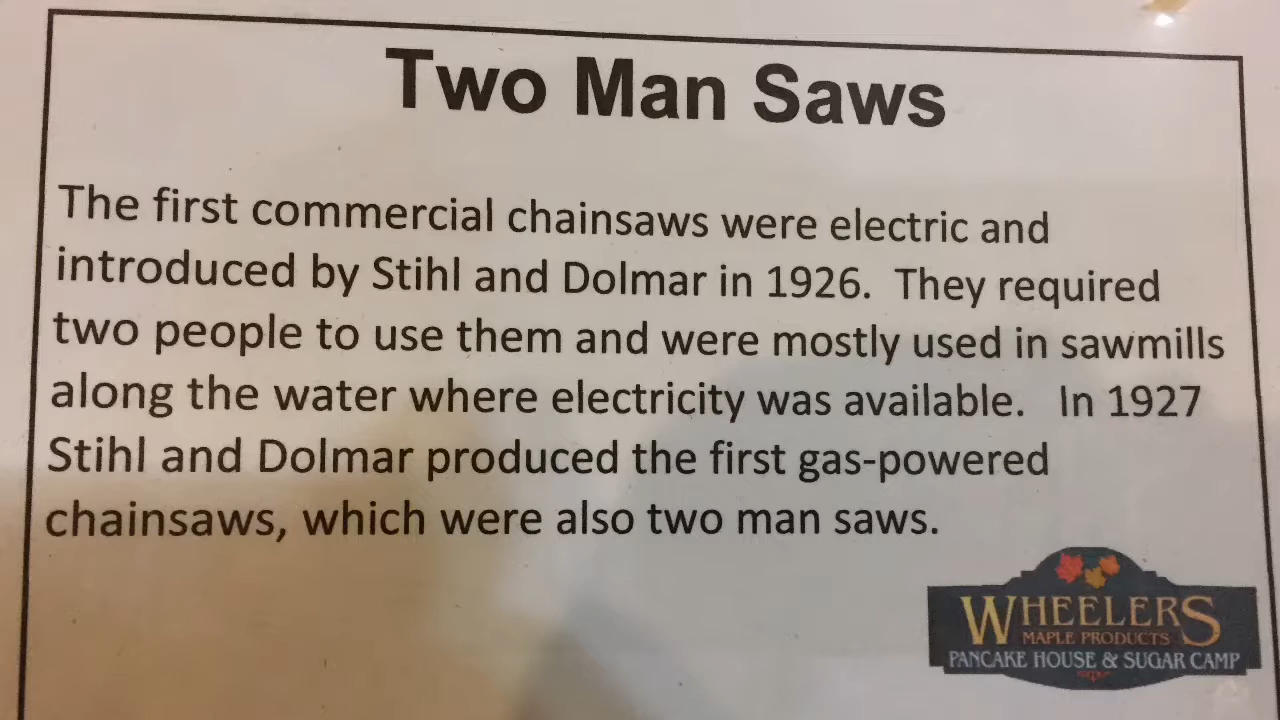 Two Man Saws
The first commercial chainsaws were electric and
introduced by Stihl and Dolmar in 1926. They required
two people to use them and were mostly used in sawmills
along the water where electricity was available. In 1927
Stihl and Dolmar produced the first gas-powered
chainsaws, which were also two man saws.
WHEELERS
MAPLE PRODUCTS
PANCAKE HOUSE & SUGAR CAMP